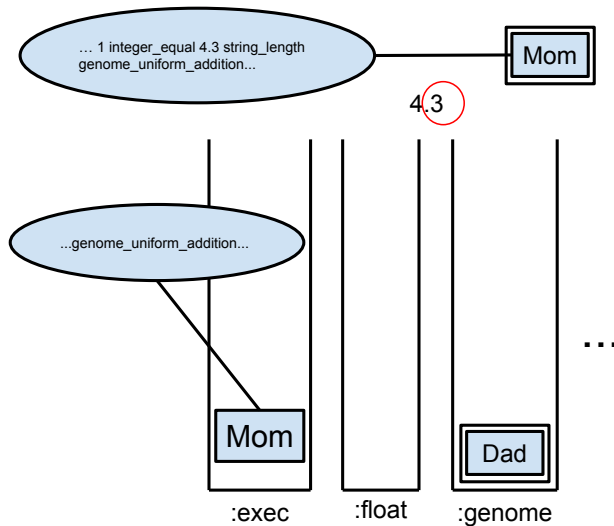 … 1 integer_equal 4.3 string_length
genome_uniform_addition...
Mom
4.3
...genome_uniform_addition...
...
Mom
Dad
:exec
:float
:genome